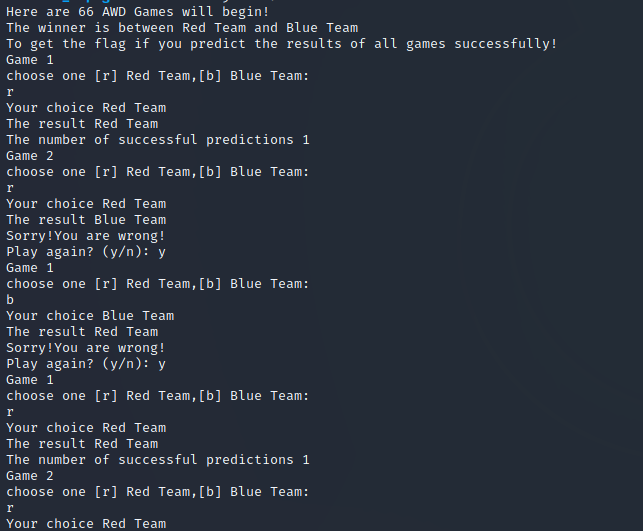 Here are 66 AWD Games will begin!
The winner is between Red Team and Blue Team
To get the flag if you predict the results of all games successfully!
Game 1
choose one [r] Red Team,[b] Blue Team:
r
Your choice Red Team
The result Red Team
The number of successful predictions 1
Game 2
choose one [r] Red Team,[b] Blue Team:
r
Your choice Red Team
The result Blue Team
Sorry!You are wrong!
Play again? (y/n): y
Game 1
choose one [r] Red Team,[b] Blue Team:
b
Your choice Blue Team
The result Red Team
Sorry!You are wrong!
Play again? (y/n): y
Game 1
choose one [r] Red Team,[b] Blue Team:
r
Your choice Red Team
The result Red Team
The number of successful predictions 1
Game 2
choose one [r] Red Team,[b] Blue Team:
r
Your choice Red Team